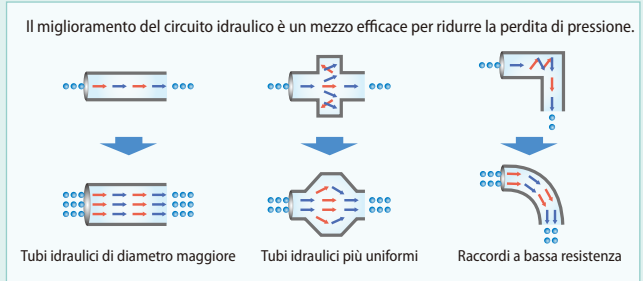 Il miglioramento del circuito idraulico è un mezzo efficace per ridurre la perdita di pressione.
Tubi idraulici di diametro maggiore
Tubi idraulici più uniformi
Raccordi a bassa resistenza